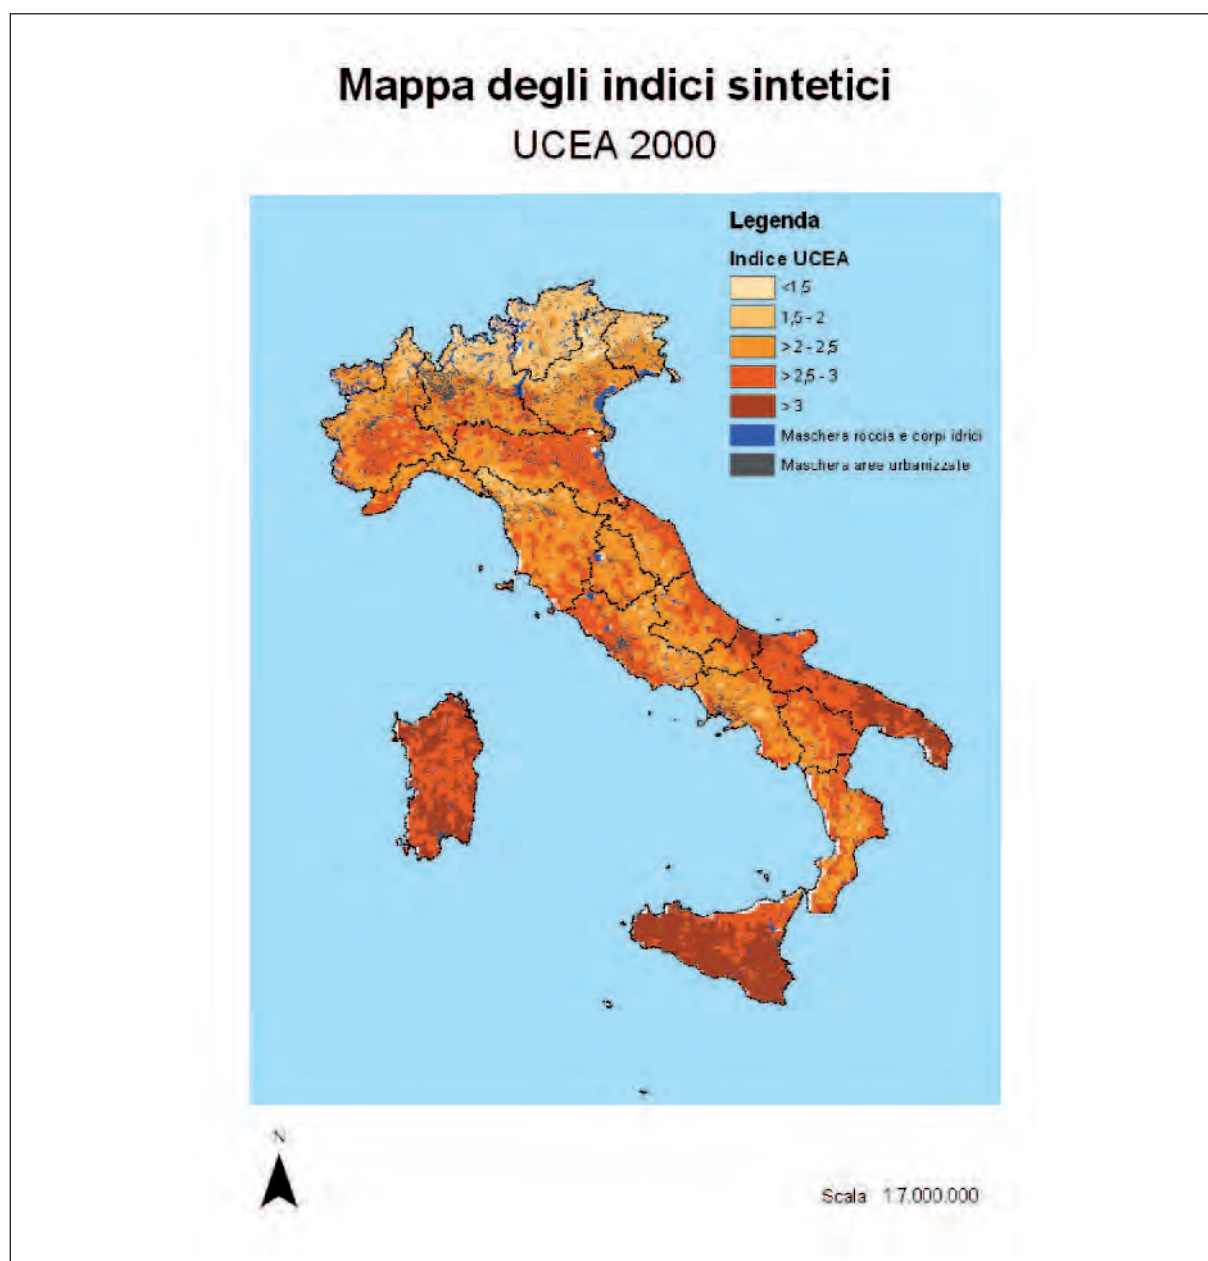 Mappa degli indici sintetici
UCEA 2000
Legenda
Indice UCEA
<1,5
1,5 - 2
>2 - 2,5
>2,5 - 3
>3
Maschera roccia e corpi idrici
Maschera aree urbanizzate
N
Scala 1:7.000.000